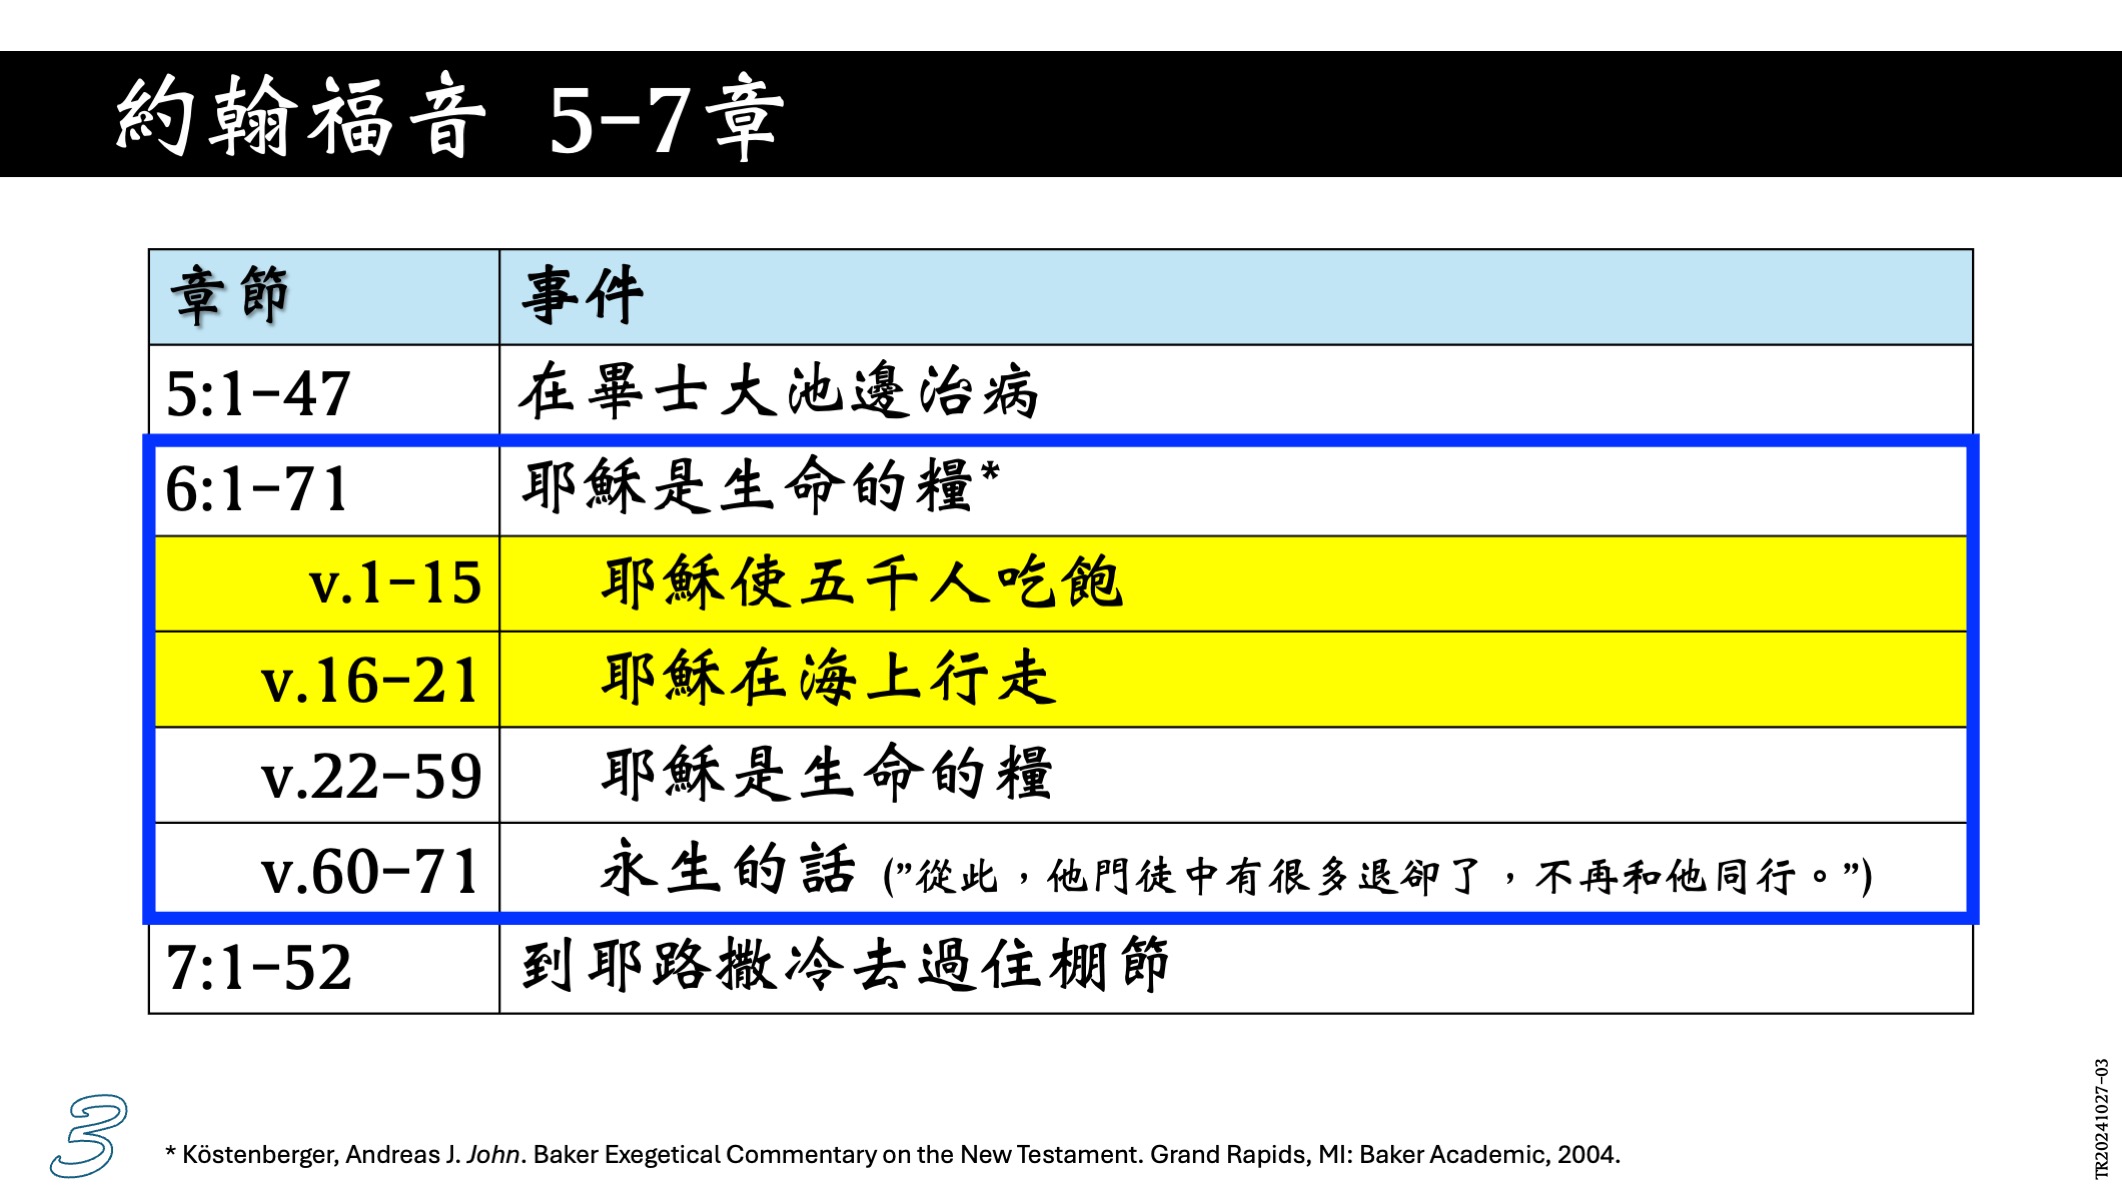 約翰福音 5-7章
章節 事件
5:1-47 在畢士大池邊治病
6:1-71 耶穌是生命的糧*
v.1-15 耶穌使五千人吃飽
v.16-21 耶穌在海上行走
v.22-59 耶穌是生命的糧
v.60-71 永生的話 (”從此，他門徒中有很多退卻了，不再和他同行。”)
7:1-52 到耶路撒冷去過住棚節
3
* Köstenberger, Andreas J. John. Baker Exegetical Commentary on the New Testament. Grand Rapids, MI: Baker Academic, 2004.
TR20241027-03